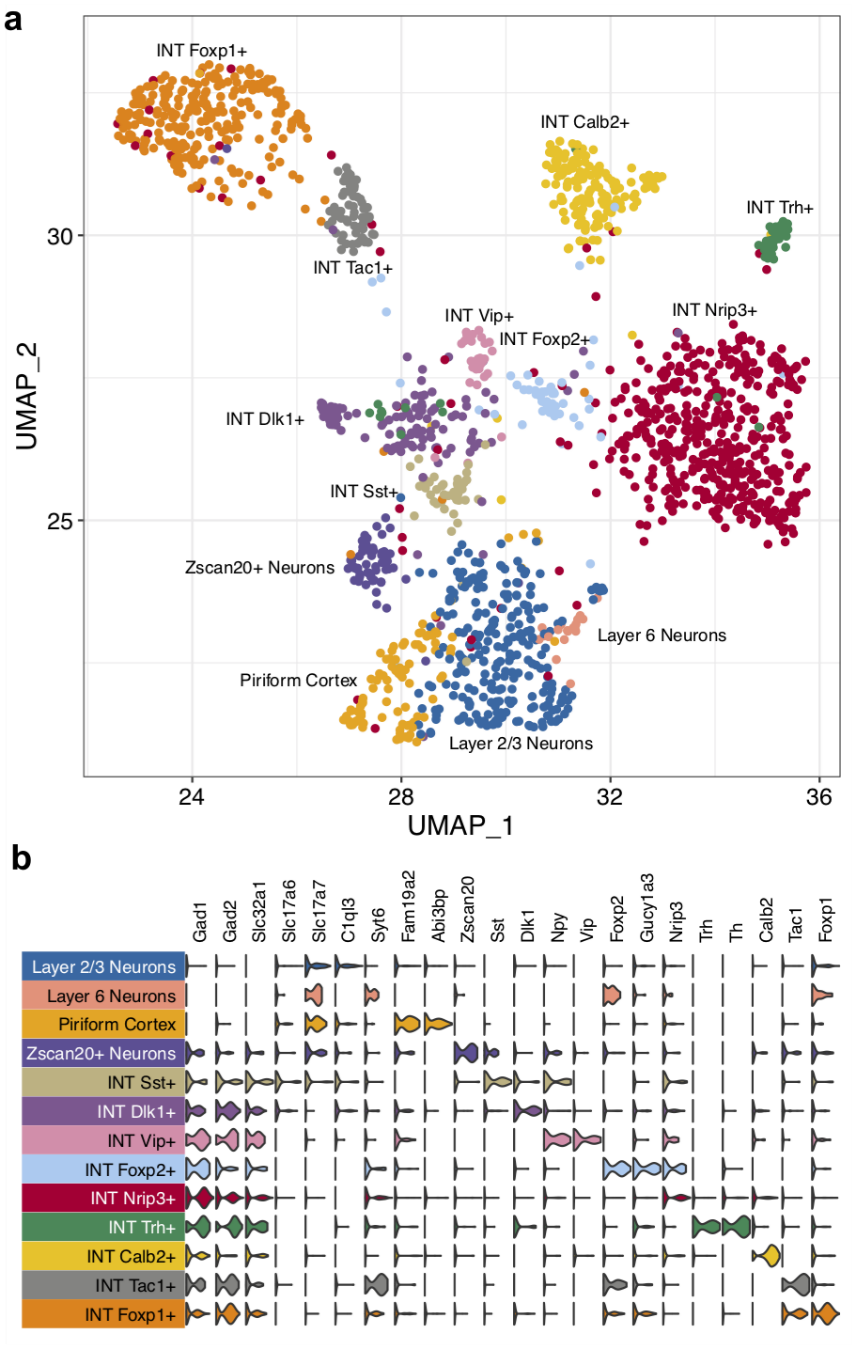 a
INT Foxp1+
INT Calb2+
INT Trh+
30
INT Tac1+
INT Nrip3+
INT Vip+
INT Foxp2+
UMAP_2
INT Dlk1+
INT Sst+
25
Zscan20+ Neurons
Layer 6 Neurons
Piriform Cortex
Layer 2/3 Neurons
24 28 32 36
UMAP_1
b
Gad1 Gad2 Slc32a1 Slc17a6 Slc17a7 C1ql3 Syt6 Fam19a2 Abi3bp Zscan20 Sst Dlk1 Npy Vip Foxp2 Gucy1a3 Nrip3 Trh Th Calb2 Tac1 Foxp1
Layer 2/3 Neurons
Layer 6 Neurons
Piriform Cortex
Zscan20+ Neurons
INT Sst+
INT Dlk1+
INT Vip+
INT Foxp2+
INT Nrip3+
INT Trh+
INT Calb2+
INT Tac1+
INT Foxp1+